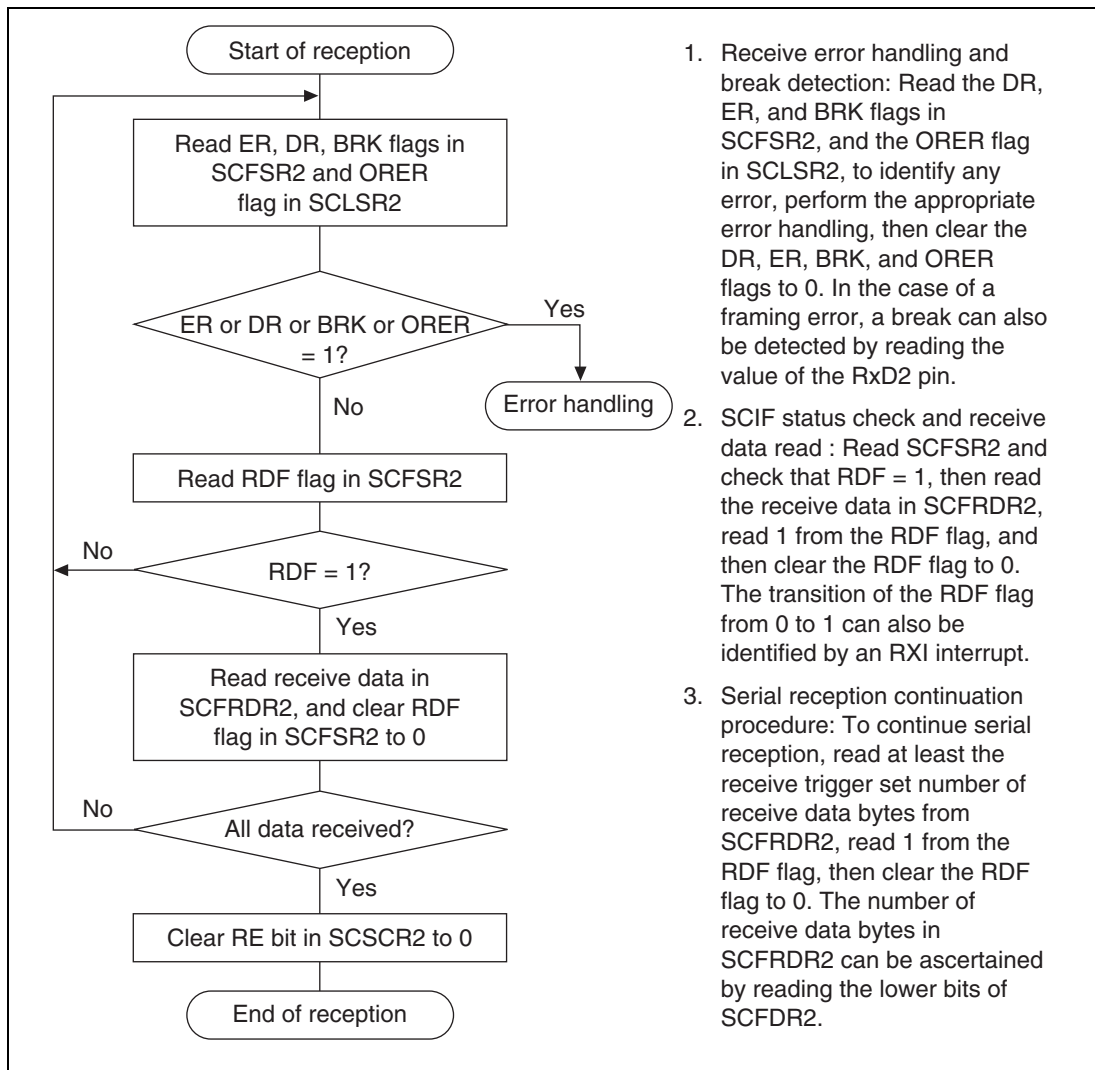 Start of reception
Read ER, DR, BRK flags in
SCFSR2 and ORER
flag in SCLSR2
ER or DR or BRK or ORER
= 1?
Yes
Error handling
No
Read RDF flag in SCFSR2
No
RDF = 1?
Yes
Read receive data in
SCFRDR2, and clear RDF
flag in SCFSR2 to 0
No
All data received?
Yes
Clear RE bit in SCSCR2 to 0
End of reception
1. Receive error handling and
break detection: Read the DR,
ER, and BRK flags in
SCFSR2, and the ORER flag
in SCLSR2, to identify any
error, perform the appropriate
error handling, then clear the
DR, ER, BRK, and ORER
flags to 0. In the case of a
framing error, a break can also
be detected by reading the
value of the RxD2 pin.
2. SCIF status check and receive
data read : Read SCFSR2 and
check that RDF = 1, then read
the receive data in SCFRDR2,
read 1 from the RDF flag, and
then clear the RDF flag to 0.
The transition of the RDF flag
from 0 to 1 can also be
identified by an RXI interrupt.
3. Serial reception continuation
procedure: To continue serial
reception, read at least the
receive trigger set number of
receive data bytes from
SCFRDR2, read 1 from the
RDF flag, then clear the RDF
flag to 0. The number of
receive data bytes in
SCFRDR2 can be ascertained
by reading the lower bits of
SCFDR2.